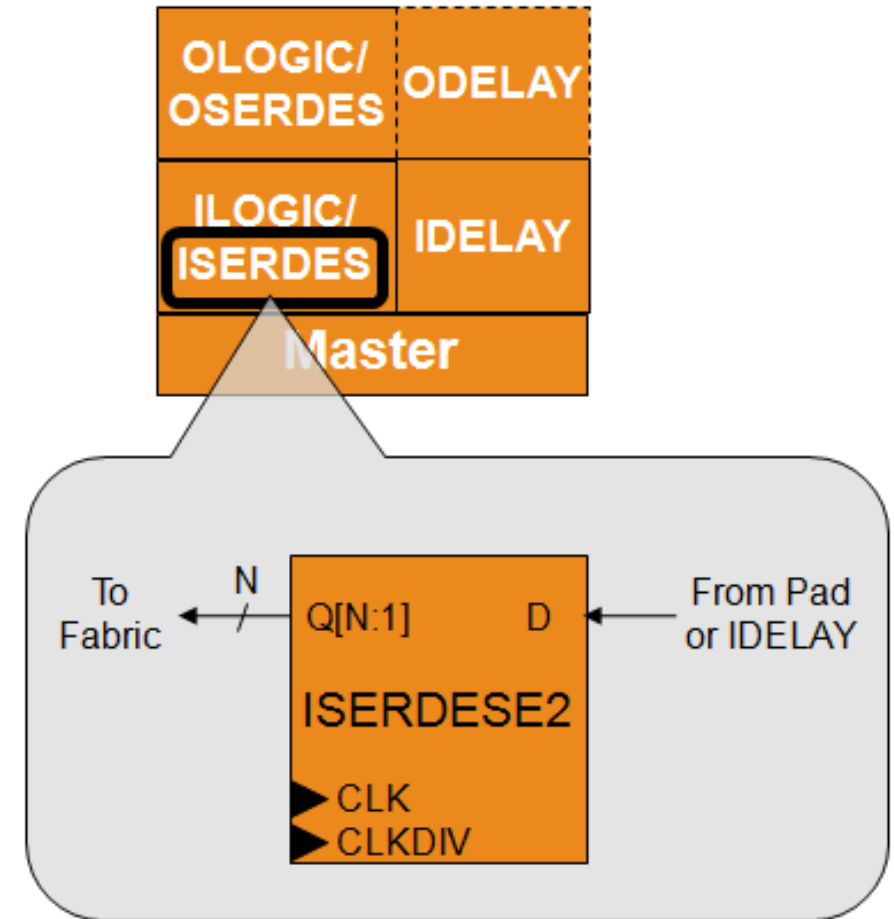 OLOGIC/
OSERDES
ODELAY
ILOGIC/
ISERDES
IDELAY
Master
To
Fabric
N
Q[N:1]
D
From Pad
or IDELAY
ISERDESE2
CLK
CLKDIV